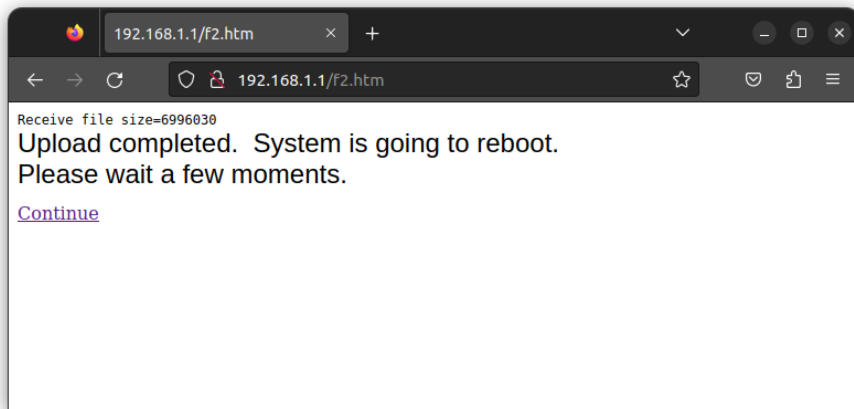 192.168.1.1/f2.htm
192.168.1.1/f2.htm
Receive file size=6996030
Upload completed.  System is going to reboot.
Please wait a few moments.
Continue